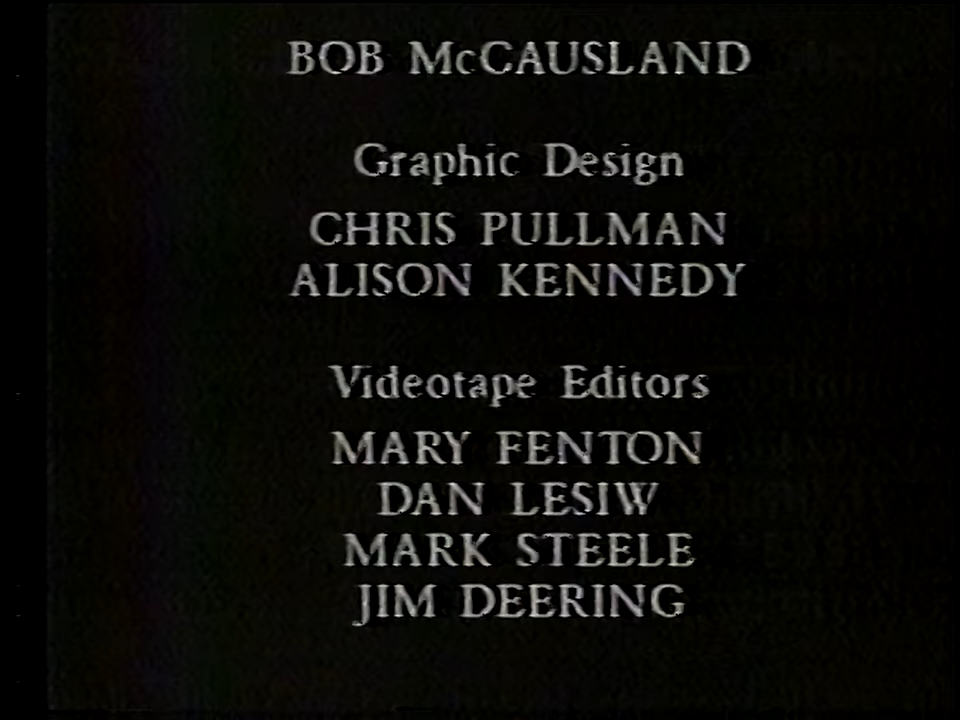 BOB McCAUSLAND
Graphic Design
CHRIS PULLMAN
ALISON KENNEDY
Videotape Editors
MARY FENTON
DAN LESIW
MARK STEELE
JIM DEERING